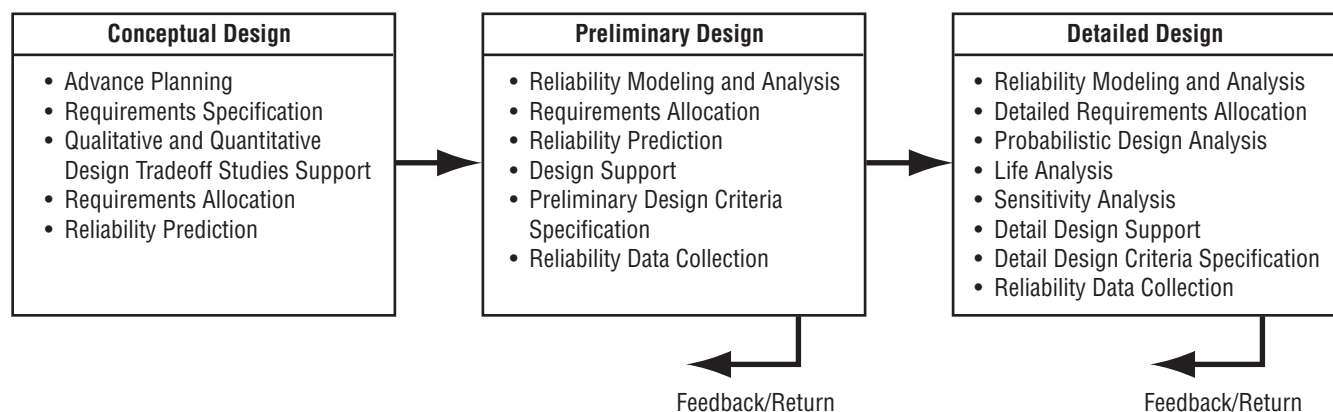 Conceptual Design
• Advance Planning
• Requirements Specification
• Qualitative and Quantitative
Design Tradeoff Studies Support
• Requirements Allocation
• Reliability Prediction
Preliminary Design
• Reliability Modeling and Analysis
• Requirements Allocation
• Reliability Prediction
• Design Support
• Preliminary Design Criteria
Specification
• Reliability Data Collection
Feedback/Return
Detailed Design
• Reliability Modeling and Analysis
• Detailed Requirements Allocation
• Probabilistic Design Analysis
• Life Analysis
• Sensitivity Analysis
• Detail Design Support
• Detail Design Criteria Specification
• Reliability Data Collection
Feedback/Return